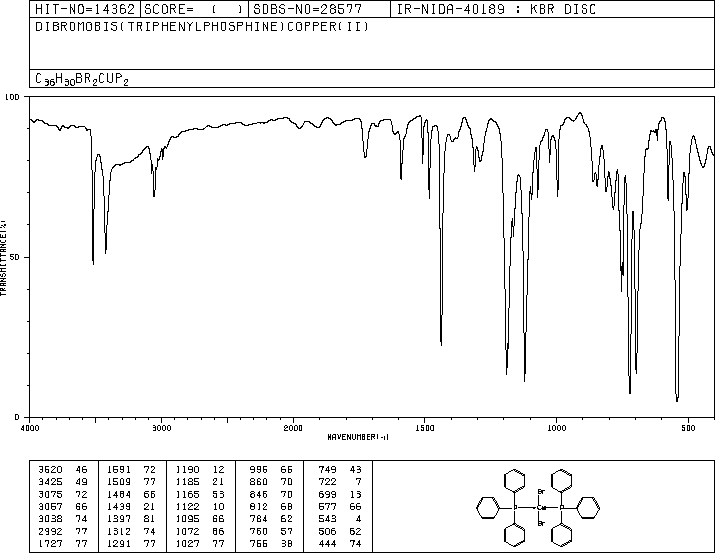 HIT-NO=14362 SCORE= ( ) SDBS-NO=28577 IR-NIDA-40189 : KBR DISC
DIBROMOBIS(TRIPHENYLPHOSPHINE)COPPER(II)
C36H30BR2CUP2
100
50
0
TRANSMITTANCE(%)
4000 3000 2000 1500 1000 500
WAVENUMBER(-1)
3520 46 1591 72 1190 12 996 66 749 43
3425 49 1509 77 1185 21 860 70 722 7
3075 72 1484 66 1165 53 846 70 699 13
3057 66 1439 21 1122 10 812 68 677 66
3038 74 1397 81 1095 66 784 62 543 4
2992 77 1312 74 1072 66 760 57 506 62
1727 77 1291 77 1027 77 756 38 444 74
Br
P Cu P
Br